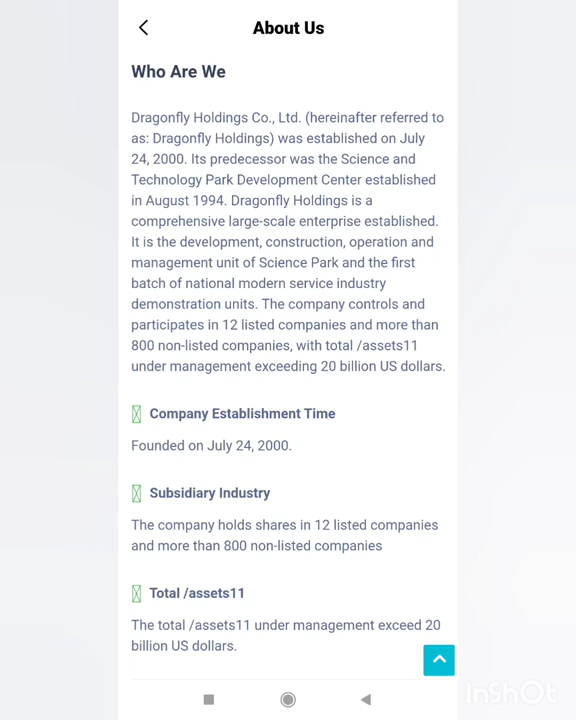 About Us
Who Are We
Dragonfly Holdings Co., Ltd. (hereinafter referred to
as: Dragonfly Holdings) was established on July
24, 2000. Its predecessor was the Science and
Technology Park Development Center established
in August 1994. Dragonfly Holdings is a
comprehensive large-scale enterprise established.
It is the development, construction, operation and
management unit of Science Park and the first
batch of national modern service industry
demonstration units. The company controls and
participates in 12 listed companies and more than
800 non-listed companies, with total /assets11
under management exceeding 20 billion US dollars.
Company Establishment Time
Founded on July 24, 2000.
Subsidiary Industry
The company holds shares in 12 listed companies
and more than 800 non-listed companies
Total /assets11
The total /assets11 under management exceed 20
billion US dollars.
InShOt